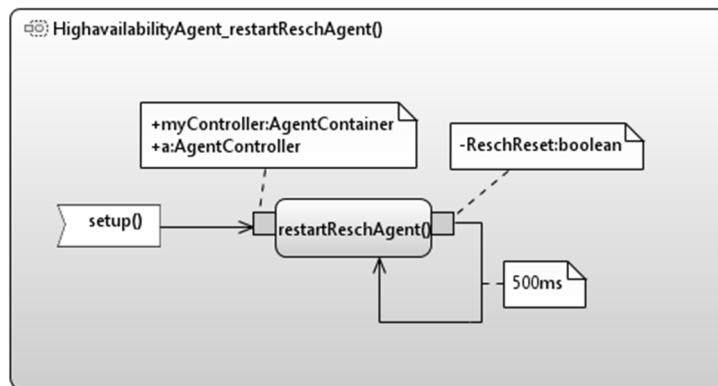 HighavailabilityAgent_restartReschAgent()
+myController:AgentContainer
+a:AgentController
-ReschReset:boolean
setup()
restartReschAgent()
500ms